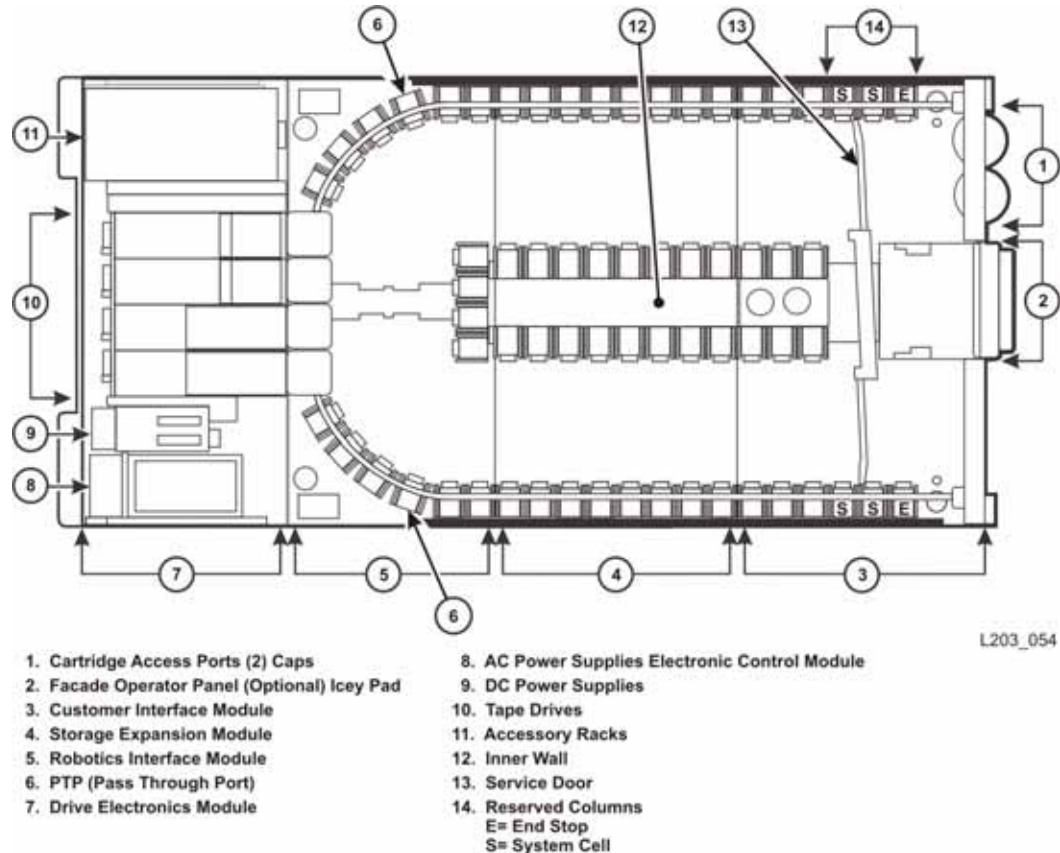 6
12
13
14
S S E
11
1
10
2
9
8
S S E
7
5
4
3
6
L203_054
1. Cartridge Access Ports (2) Caps
2. Facade Operator Panel (Optional) Icey Pad
3. Customer Interface Module
4. Storage Expansion Module
5. Robotics Interface Module
6. PTP (Pass Through Port)
7. Drive Electronics Module
8. AC Power Supplies Electronic Control Module
9. DC Power Supplies
10. Tape Drives
11. Accessory Racks
12. Inner Wall
13. Service Door
14. Reserved Columns
E= End Stop
S= System Cell